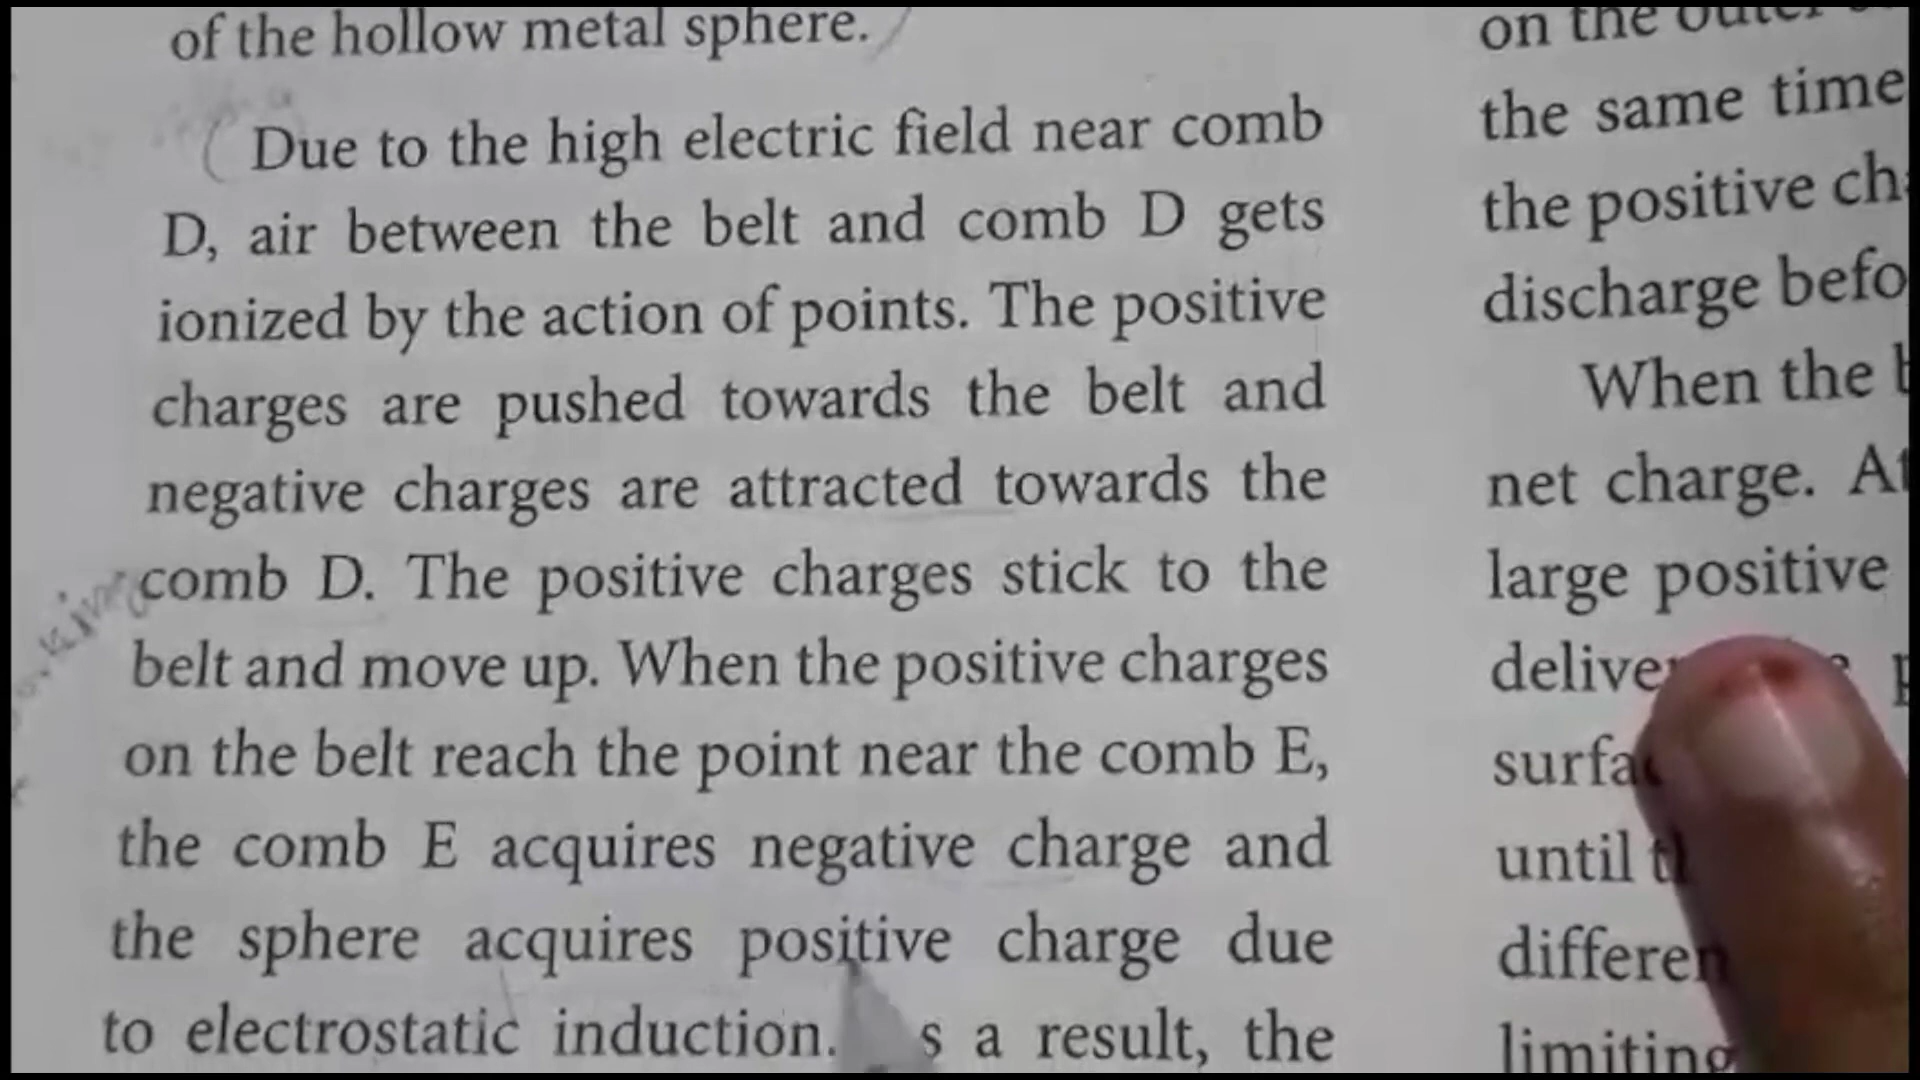 of the hollow metal sphere.
Due to the high electric field near comb
D, air between the belt and comb D gets
ionized by the action of points. The positive
charges are pushed towards the belt and
negative charges are attracted towards the
comb D. The positive charges stick to the
belt and move up. When the positive charges
on the belt reach the point near the comb E,
the comb E acquires negative charge and
the sphere acquires positive charge due
to electrostatic induction. s a result, the
on the
the same time
the positive
discharge
When the
net charge.
large positive
until
limiting